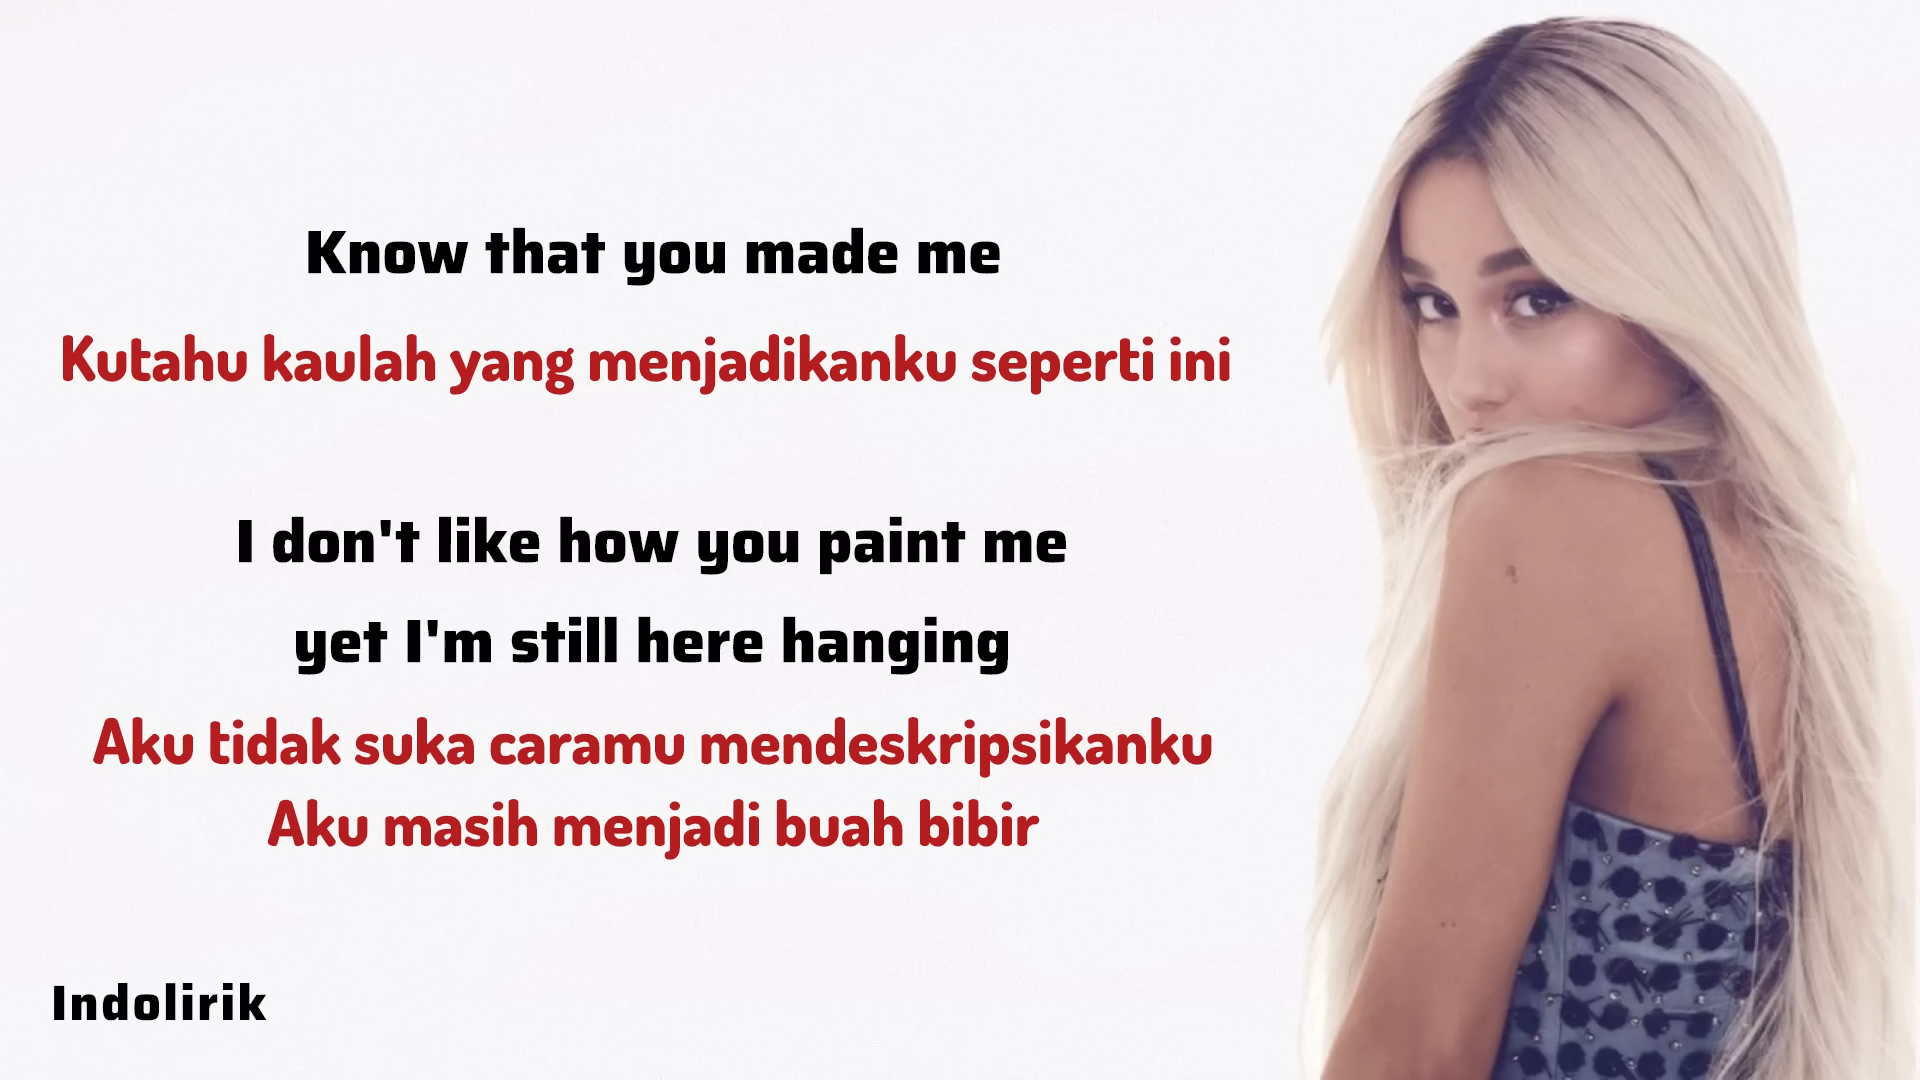 Know that you made me
Kutahu kaulah yang menjadikanku seperti ini
I don't like how you paint me
yet I'm still here hanging
Aku tidak suka caramu mendeskripsikanku
Aku masih menjadi buah bibir
Indolirik